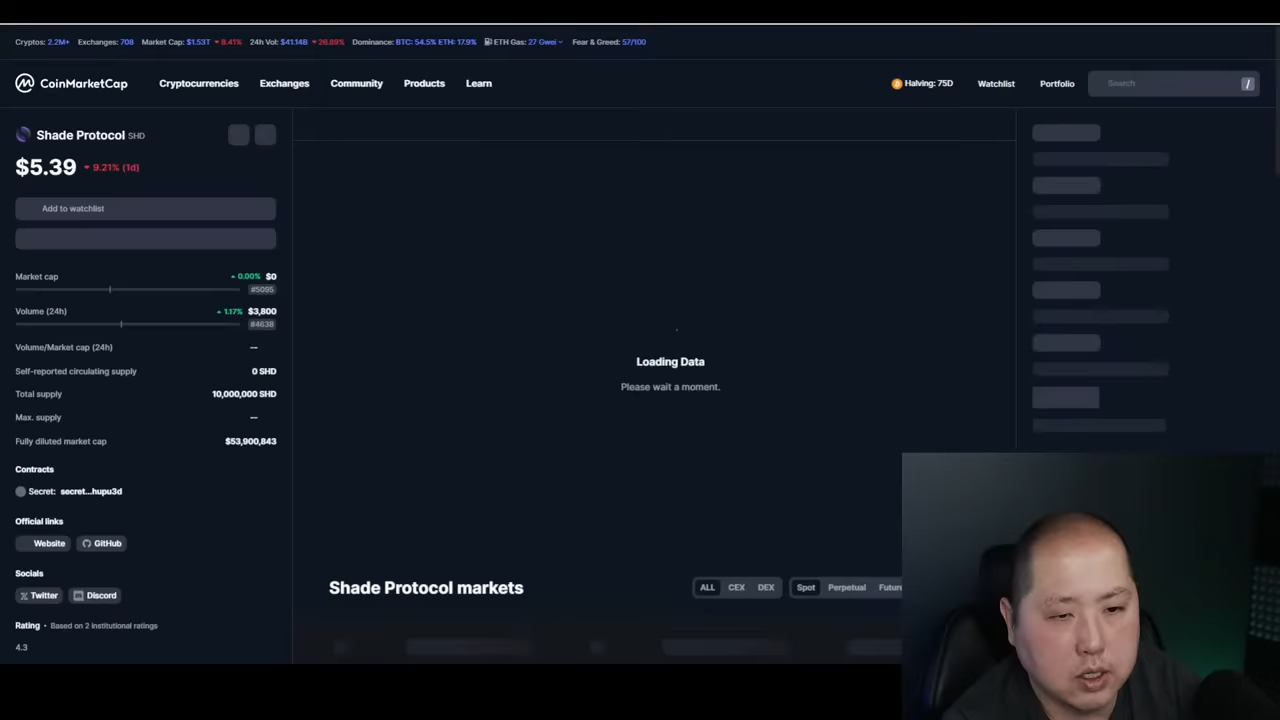 Cryptos: 2.2M+ Exchanges: 708 Market Cap: $1.53T 8.41% 24h Vol: $41.14B 26.89% Dominance: BTC: 54.5% ETH: 17.9% ETH Gas: 27 Gwei Fear & Greed: 57/100
CoinMarketCap Cryptocurrencies Exchanges Community Products Learn Halving: 75D Watchlist Portfolio Search /
Shade Protocol SHD
$5.39 9.21% (1d)
Add to watchlist
Market cap 0.00% $0
#5095
Volume (24h) 1.17% $3,800
#4638
Volume/Market cap (24h) --
Self-reported circulating supply 0 SHD
Total supply 10,000,000 SHD
Max. supply --
Fully diluted market cap $53,900,843
Contracts
Secret: secret...hupu3d
Official links
Website GitHub
Socials
Twitter Discord
Rating • Based on 2 institutional ratings
4.3
Loading Data
Please wait a moment.
Shade Protocol markets ALL CEX DEX Spot Perpetual Future